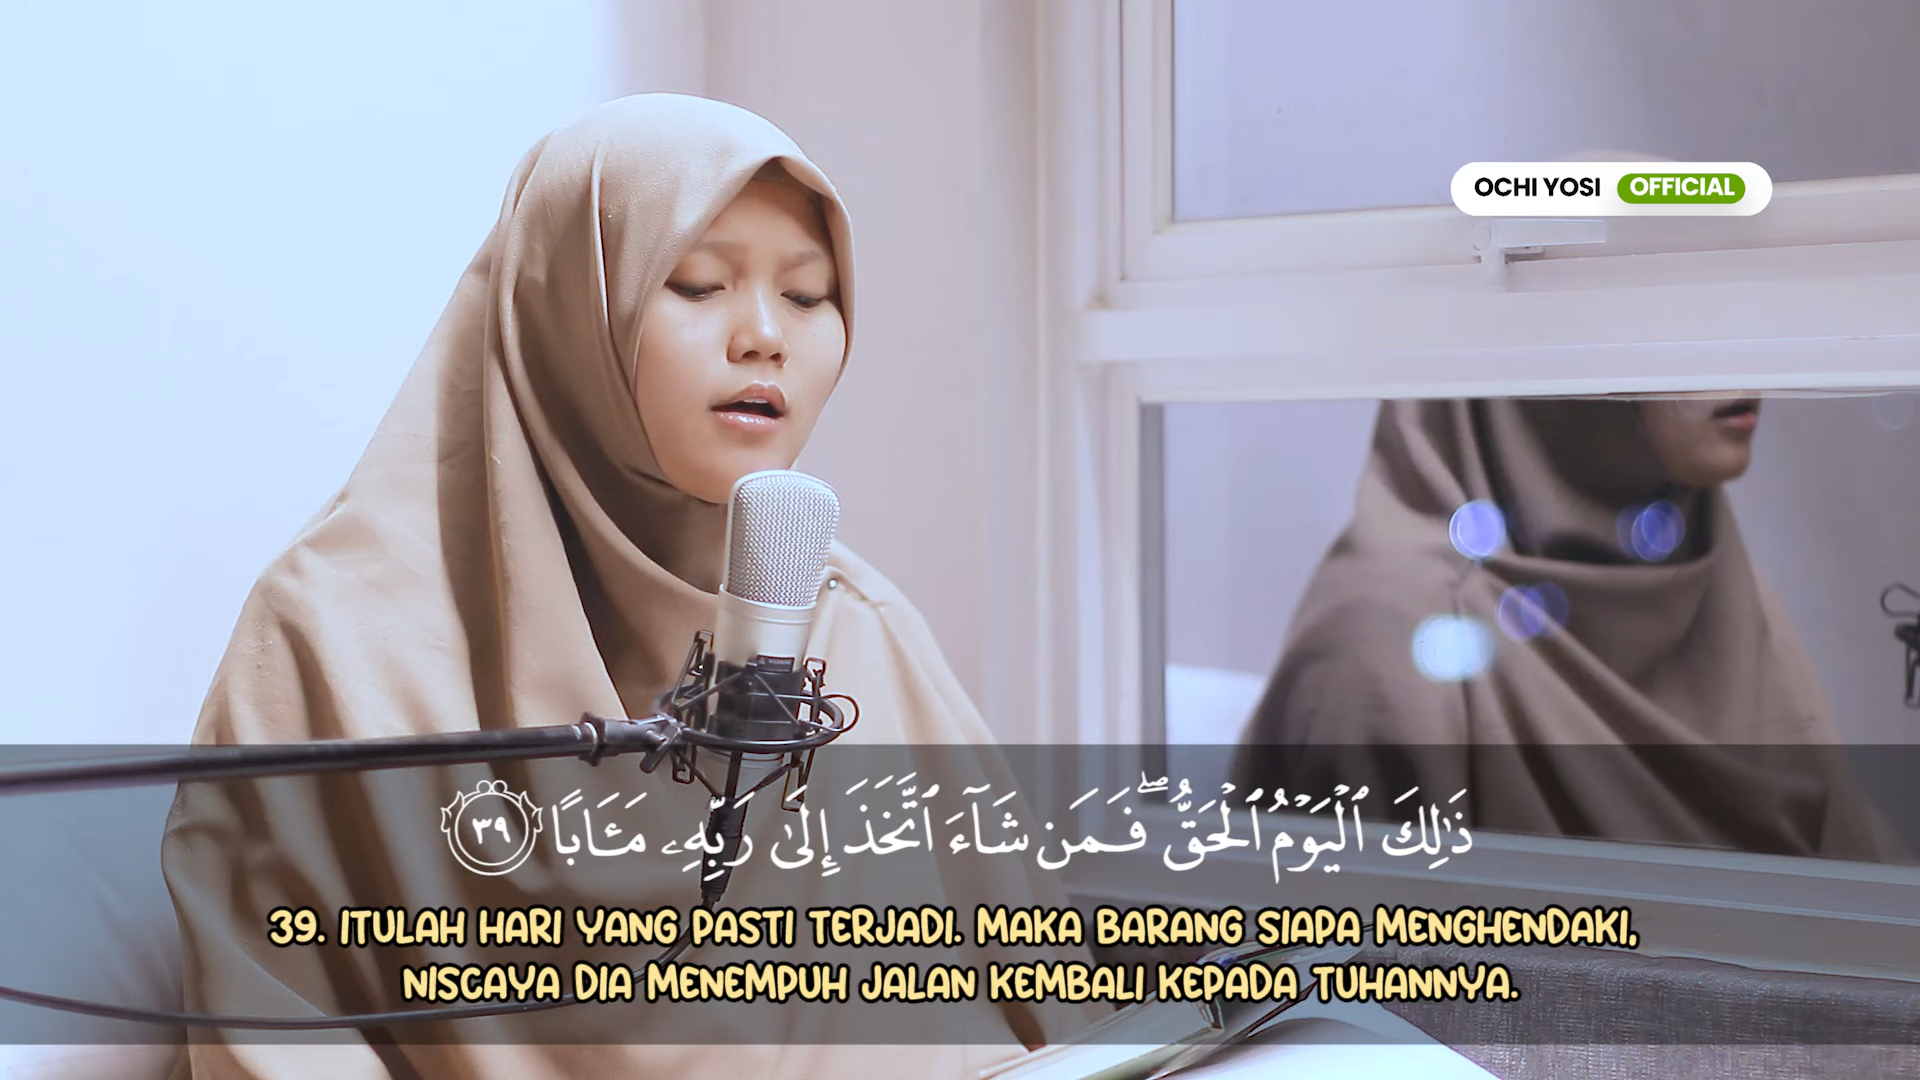 OCHI YOSI OFFICIAL
ذَٰلِكَ ٱلْيَوْمُ ٱلْحَقُّ ۖ فَمَن شَآءَ ٱتَّخَذَ إِلَىٰ رَبِّهِۦ مَـَٔابًا ٣٩
39. ITULAH HARI YANG PASTI TERJADI. MAKA BARANG SIAPA MENGHENDAKI,
NISCAYA DIA MENEMPUH JALAN KEMBALI KEPADA TUHANNYA.